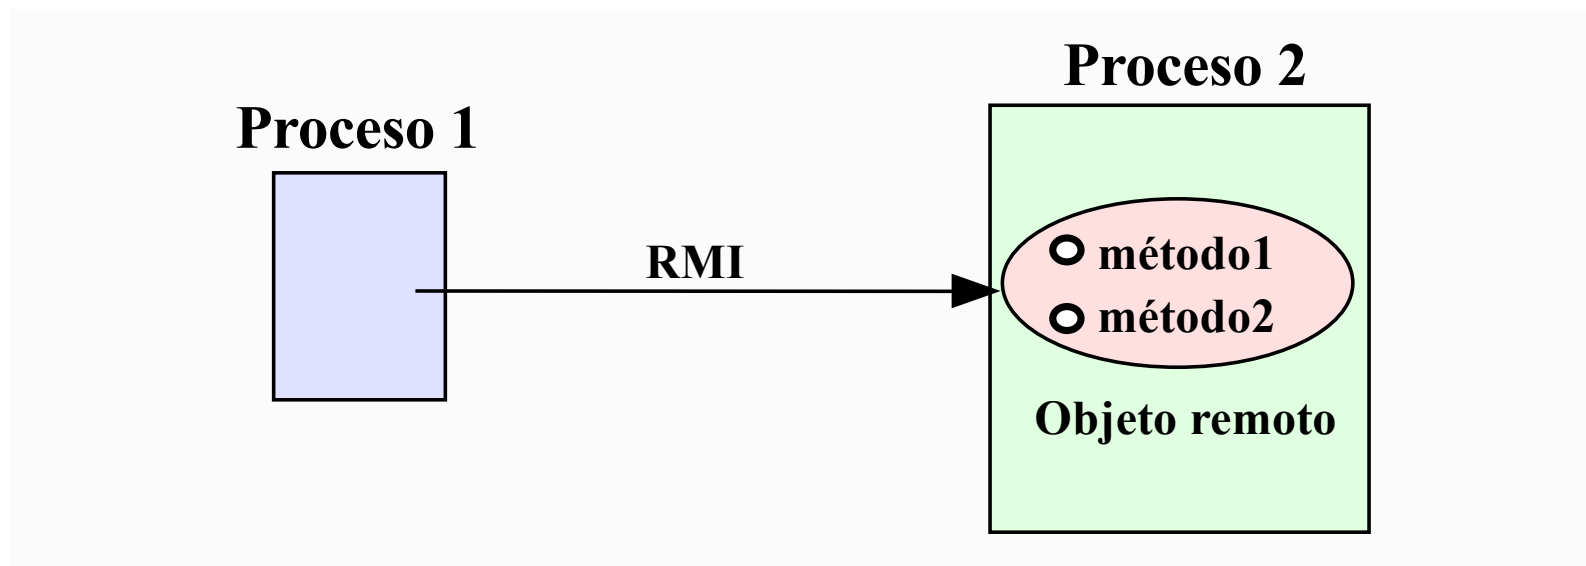 Proceso 1
Proceso 2
RMI
método1
método2
Objeto remoto